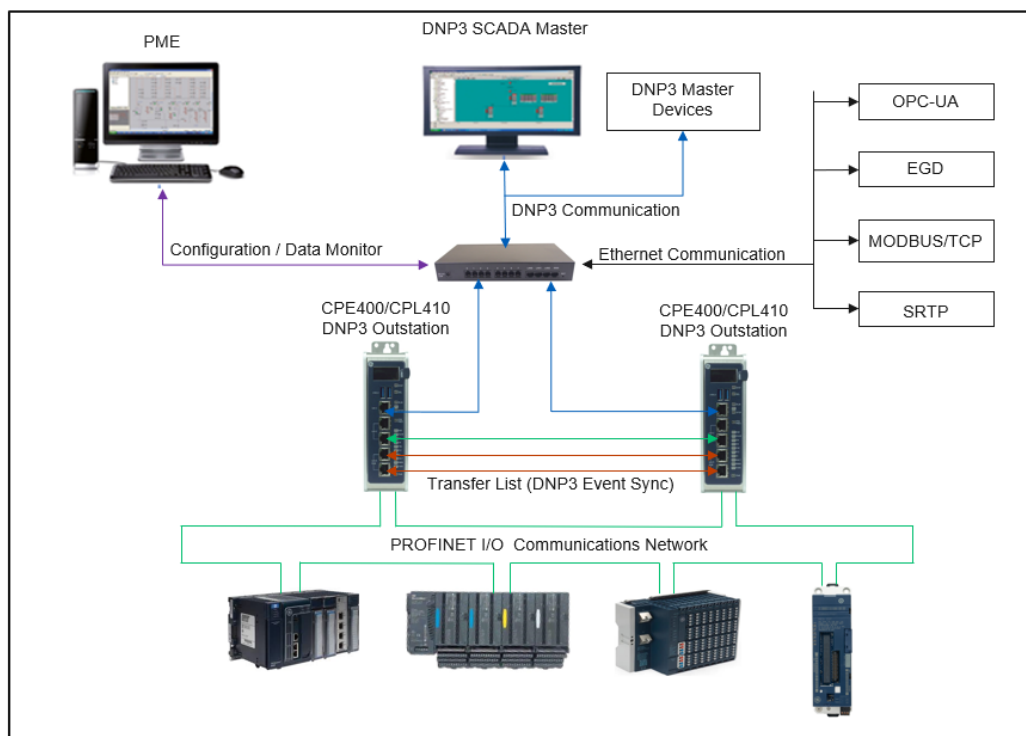 PME
DNP3 SCADA Master
DNP3 Master
Devices
OPC-UA
EGD
MODBUS/TCP
SRTP
DNP3 Communication
Configuration / Data Monitor
Ethernet Communication
CPE400/CPL410
DNP3 Outstation
CPE400/CPL410
DNP3 Outstation
Transfer List (DNP3 Event Sync)
PROFINET I/O Communications Network